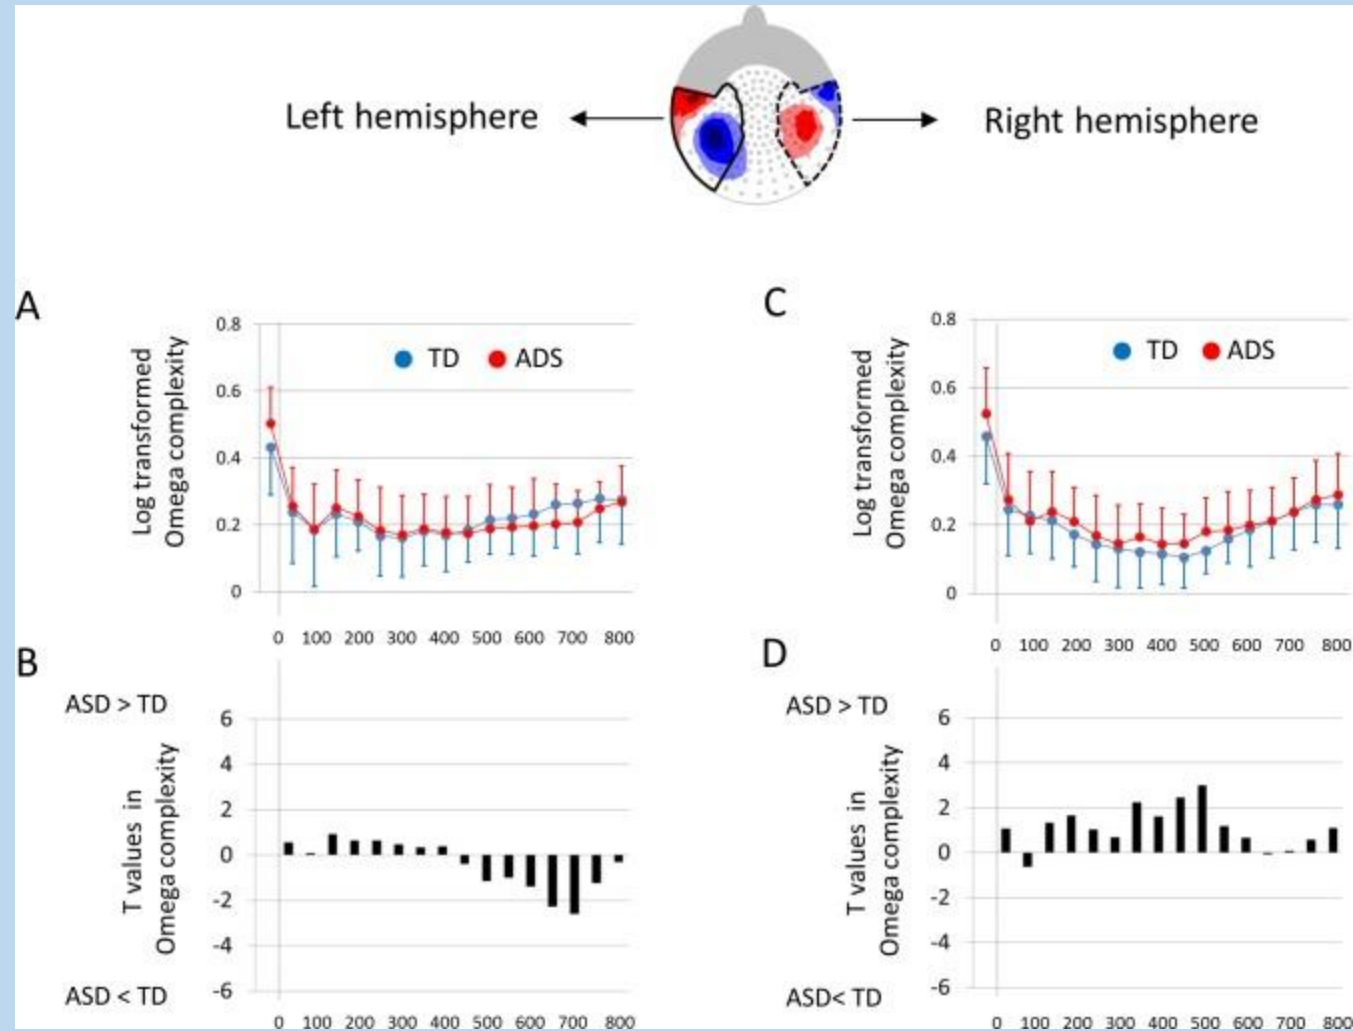 Left hemisphere
Right hemisphere
A
Log transformed
Omega complexity
0.8
0.6
0.4
0.2
0
TD
ADS
0 100 200 300 400 500 600 700 800
C
Log transformed
Omega complexity
0.8
0.6
0.4
0.2
0
TD
ADS
0 100 200 300 400 500 600 700 800
B
ASD > TD
T values in
Omega complexity
6
4
2
0
-2
-4
-6
ASD < TD
0 100 200 300 400 500 600 700 800
D
ASD > TD
T values in
Omega complexity
6
4
2
0
-2
-4
-6
ASD< TD
0 100 200 300 400 500 600 700 800